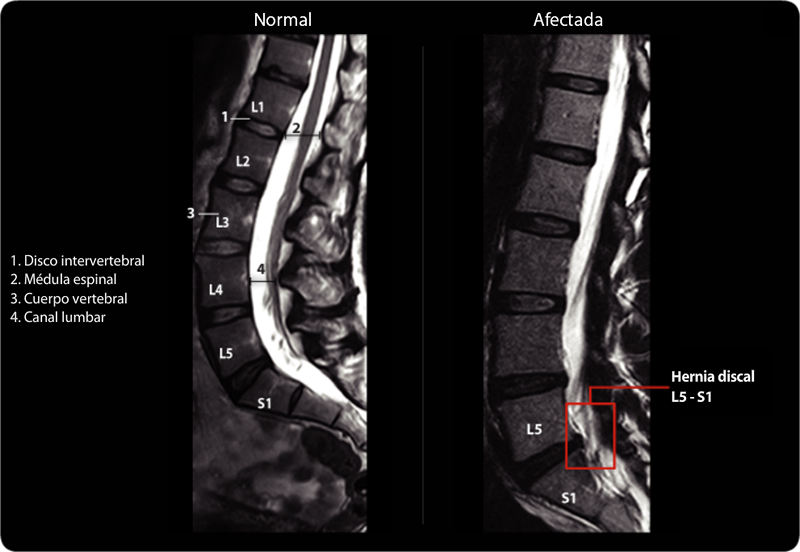 Normal
Afectada
L1
1
2
L2
3
L3
4
L4
L5
S1
1. Disco intervertebral
2. Médula espinal
3. Cuerpo vertebral
4. Canal lumbar
Hernia discal
L5 - S1
L5
S1